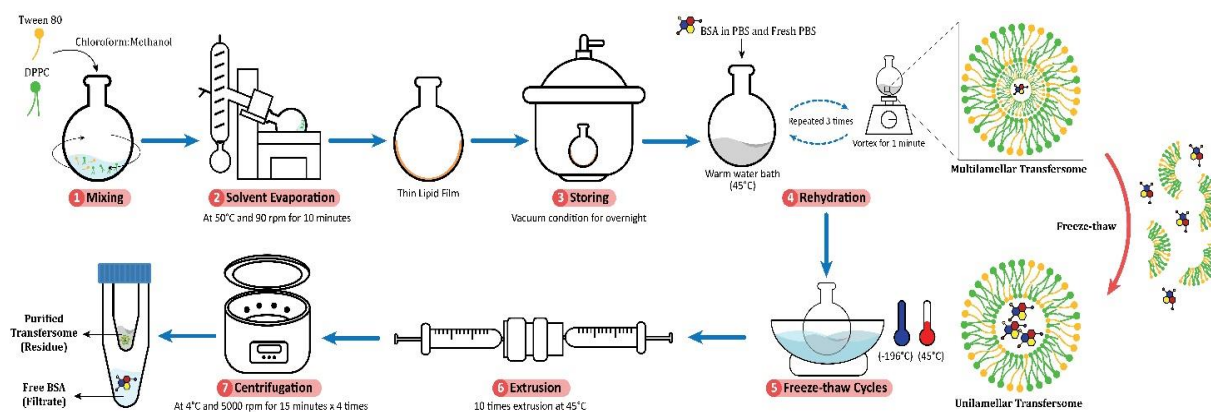 Tween 80
Chloroform:Methanol
DPPC
1 Mixing
2 Solvent Evaporation
At 50°C and 90 rpm for 10 minutes
Thin Lipid Film
3 Storing
Vacuum condition for overnight
BSA in PBS and Fresh PBS
Repeated 3 times
Vortex for 1 minute
Warm water bath
(45°C)
4 Rehydration
Multilamellar Transfersome
Freeze-thaw
Unilamellar Transfersome
(-196°C)
(45°C)
5 Freeze-thaw Cycles
6 Extrusion
10 times extrusion at 45°C
7 Centrifugation
At 4°C and 5000 rpm for 15 minutes x 4 times
Purified
Transfersome
(Residue)
Free BSA
(Filtrate)